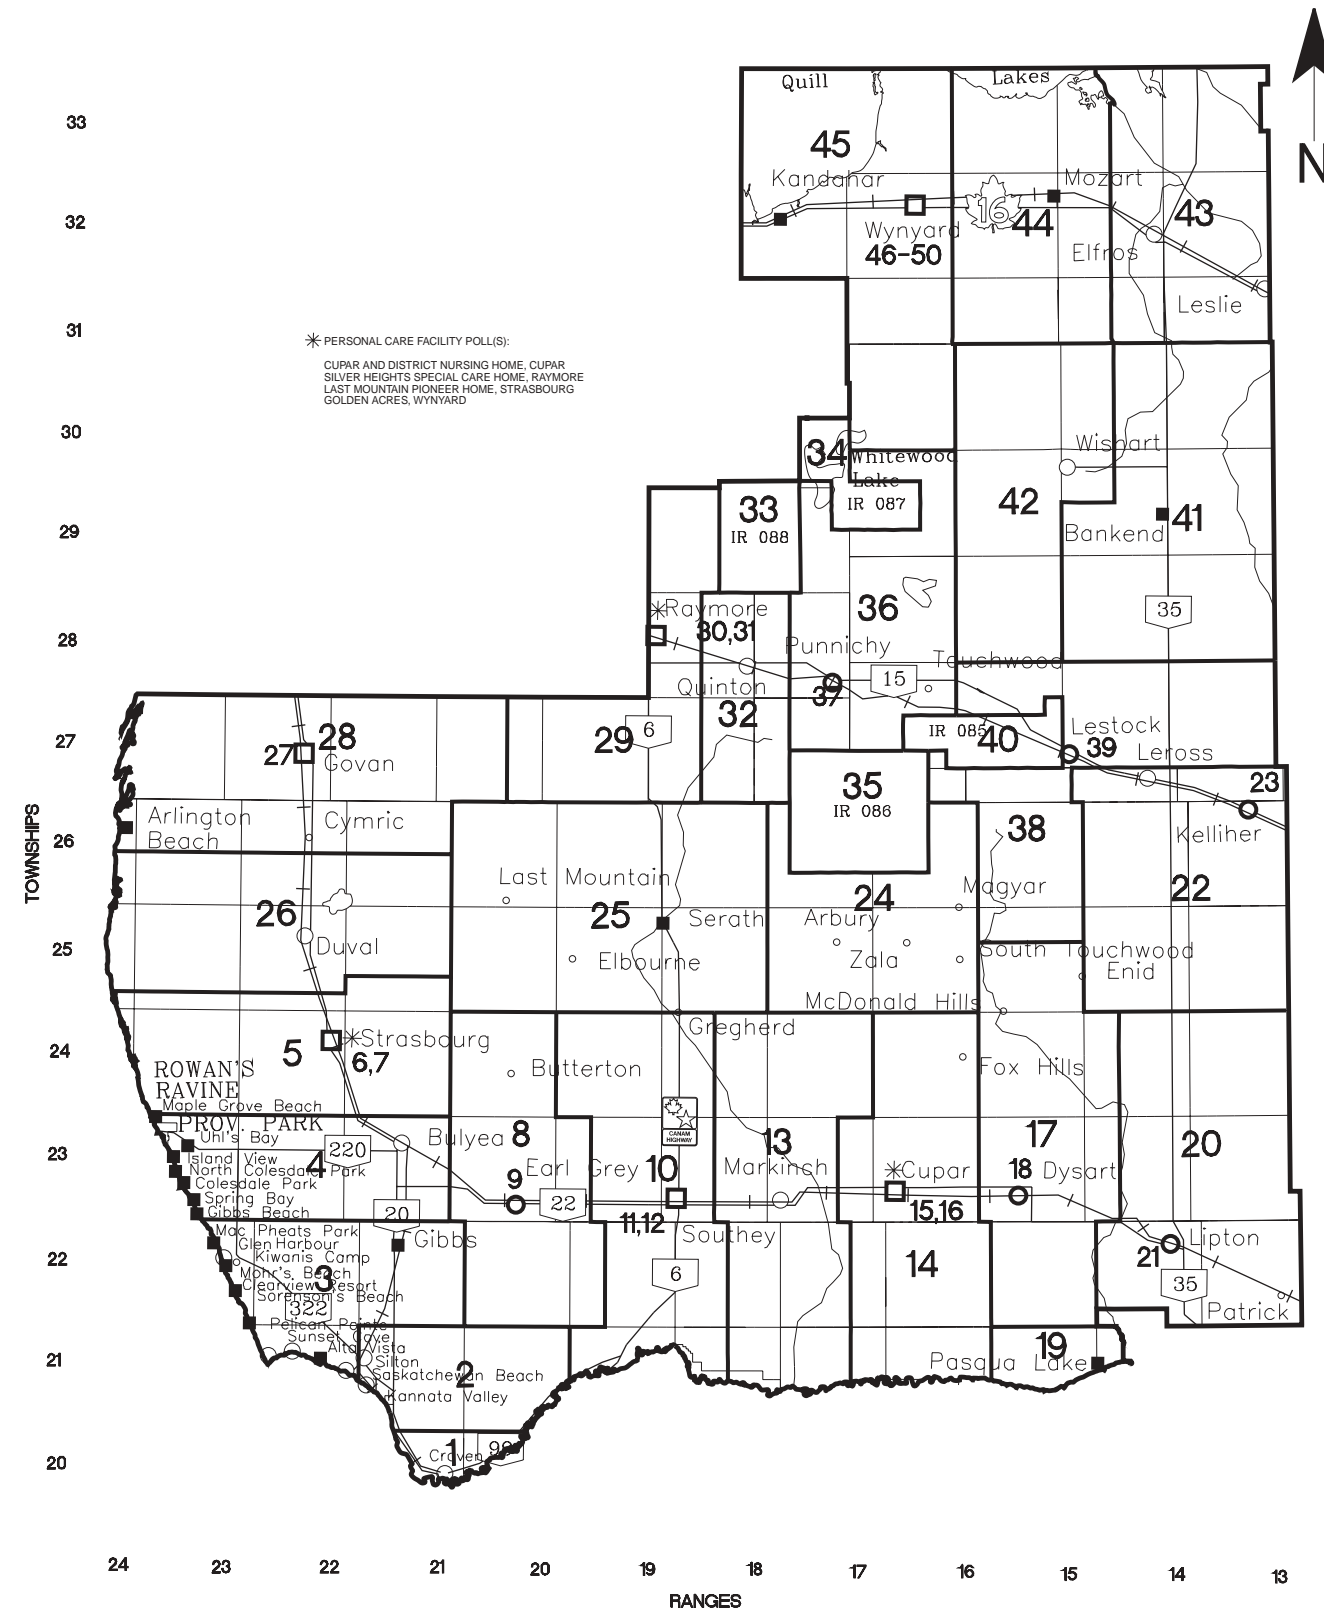 N
Quill
Lakes
33
45
Kandahar
Mozart
16
44
43
32
Wynyard
46-50
Elfros
Leslie
31
PERSONAL CARE FACILITY POLL(S):
CUPAR AND DISTRICT NURSING HOME, CUPAR
SILVER HEIGHTS SPECIAL CARE HOME, RAYMORE
LAST MOUNTAIN PIONEER HOME, STRASBOURG
GOLDEN ACRES, WYNYARD
30
34
Whitewood
Lake
Wishart
IR 087
42
33
IR 088
41
29
Bankend
36
35
Raymore
30,31
28
Punnichy
Touchwood
15
Quinton
37
32
6
29
IR 085
40
Lestock
39
Leross
27
28
27
Govan
35
IR 086
23
Kelliher
Arlington
Beach
Cymric
38
26
TOWNSHIPS
Last Mountain
Magyar
24
22
26
25
Serath
Arbury
Duval
25
Elbourne
Zala
South Touchwood
Enid
McDonald Hills
Gregherd
Strasbourg
5
6,7
24
ROWAN'S
RAVINE
PROV. PARK
Butterton
Fox Hills
Maple Grove Beach
CANAM
HIGHWAY
Uhl's Bay
220
Bulyea
8
13
17
20
23
Island View
4
North Colesdale Park
Colesdale Park
Spring Bay
Gibbs Beach
9
Earl Grey
10
Markinch
Cupar
18
Dysart
22
20
11,12
15,16
Mac Pheats Park
Gibbs
Southey
21
Lipton
22
Glen Harbour
Kiwanis Camp
Mohr's Beach
3
Clearview Resort
Sorenson's Beach
6
14
35
322
Patrick
Pelican Pointe
Sunset Cove
Alta Vista
21
Silton
Saskatchewan Beach
2
Pasqua Lake
19
Kannata Valley
1
99
Craven
20
24
23
22
21
20
19
18
17
16
15
14
13
RANGES